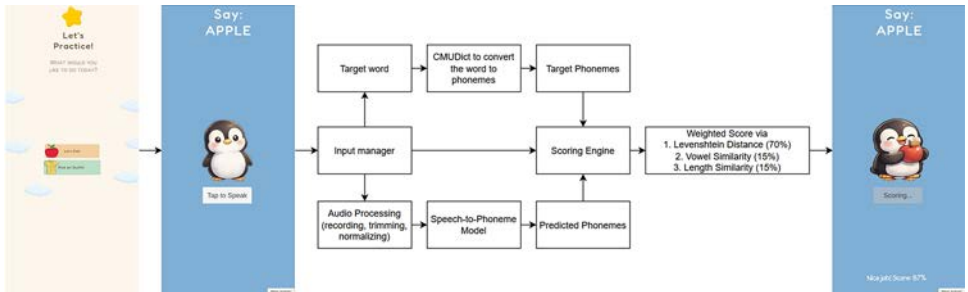 Let's
Practice!
WHAT WOULD YOU
LIKE TO DO TODAY?
Say:
APPLE
Tap to Speak
Target word
CMUDict to convert
the word to
phonemes
Target Phonemes
Input manager
Scoring Engine
Audio Processing
(recording, trimming,
normalizing)
Speech-to-Phoneme
Model
Predicted Phonemes
Weighted Score via
1. Levenshtein Distance (70%)
2. Vowel Similarity (15%)
3. Length Similarity (15%)
Say:
APPLE
Scoring...
Nice job! Score: 87%